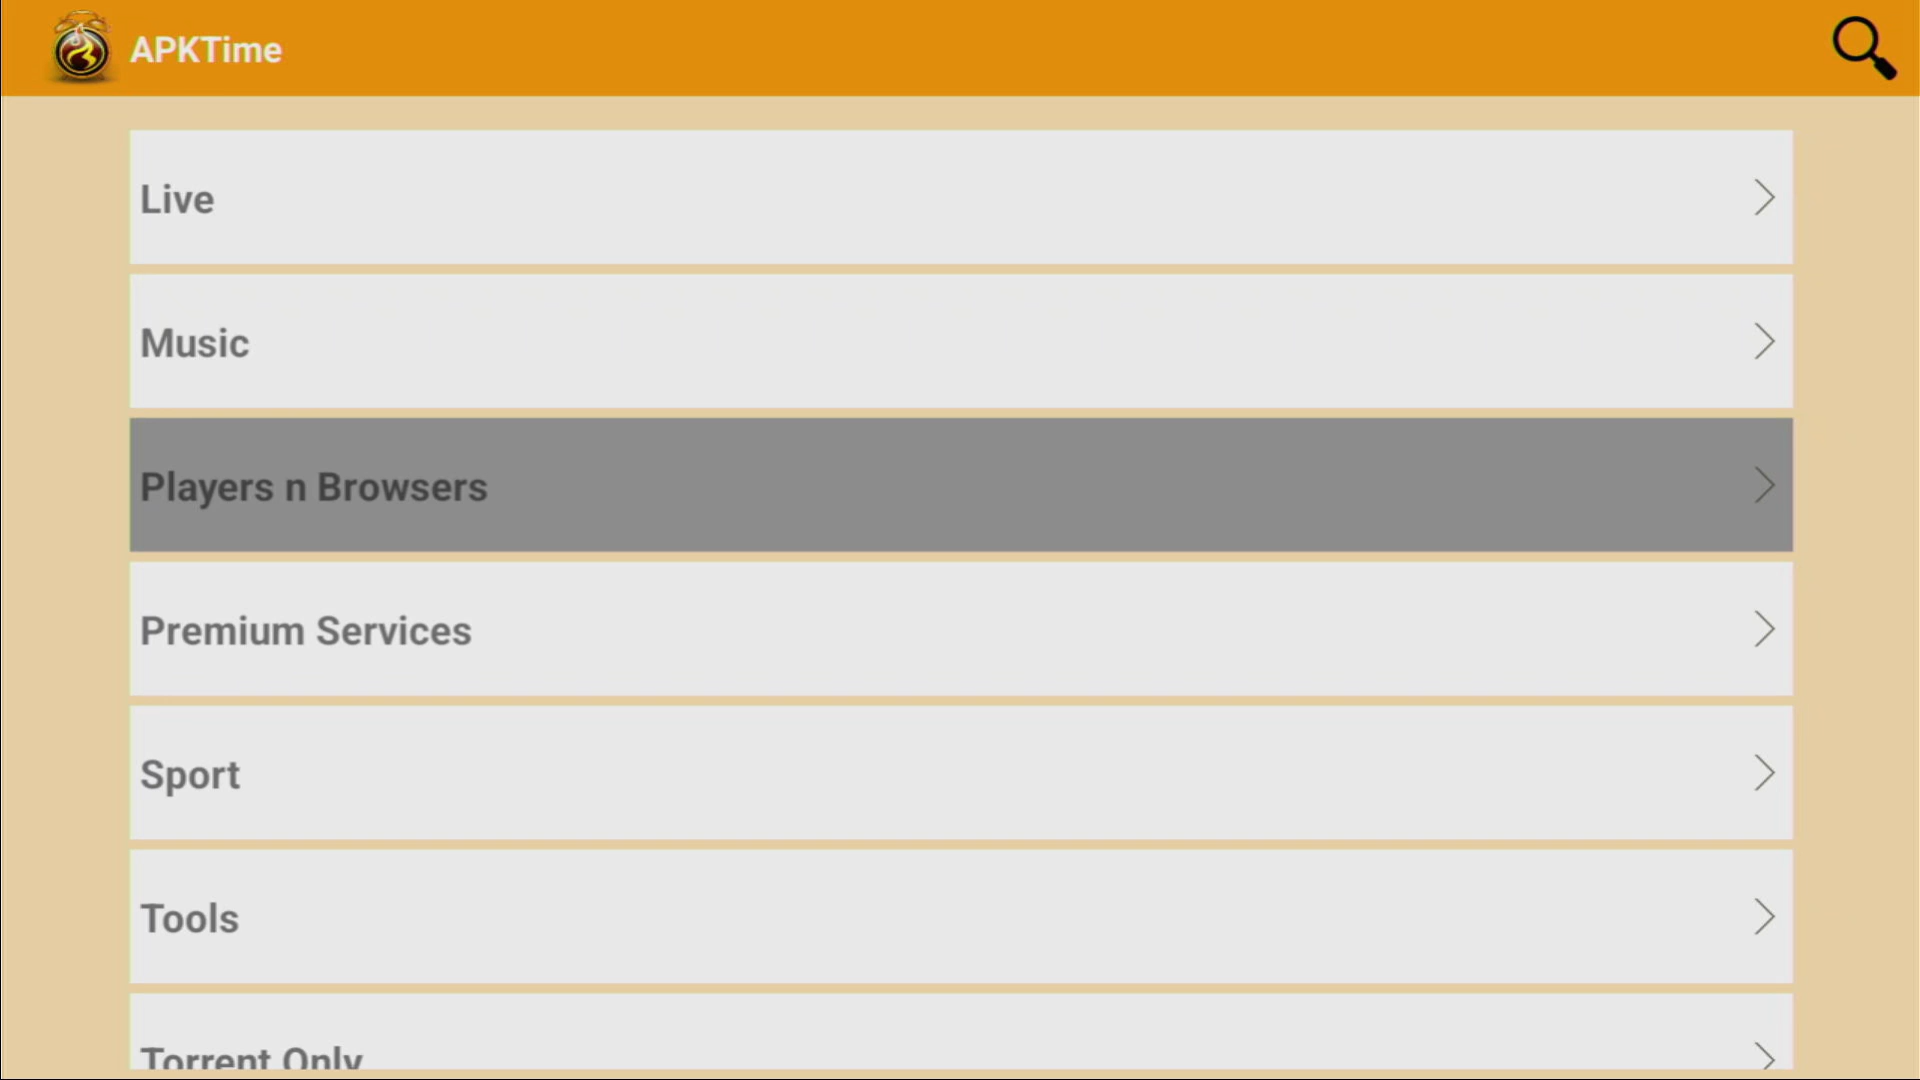 APKTime
Live
Music
Players n Browsers
Premium Services
Sport
Tools
Torrent Only